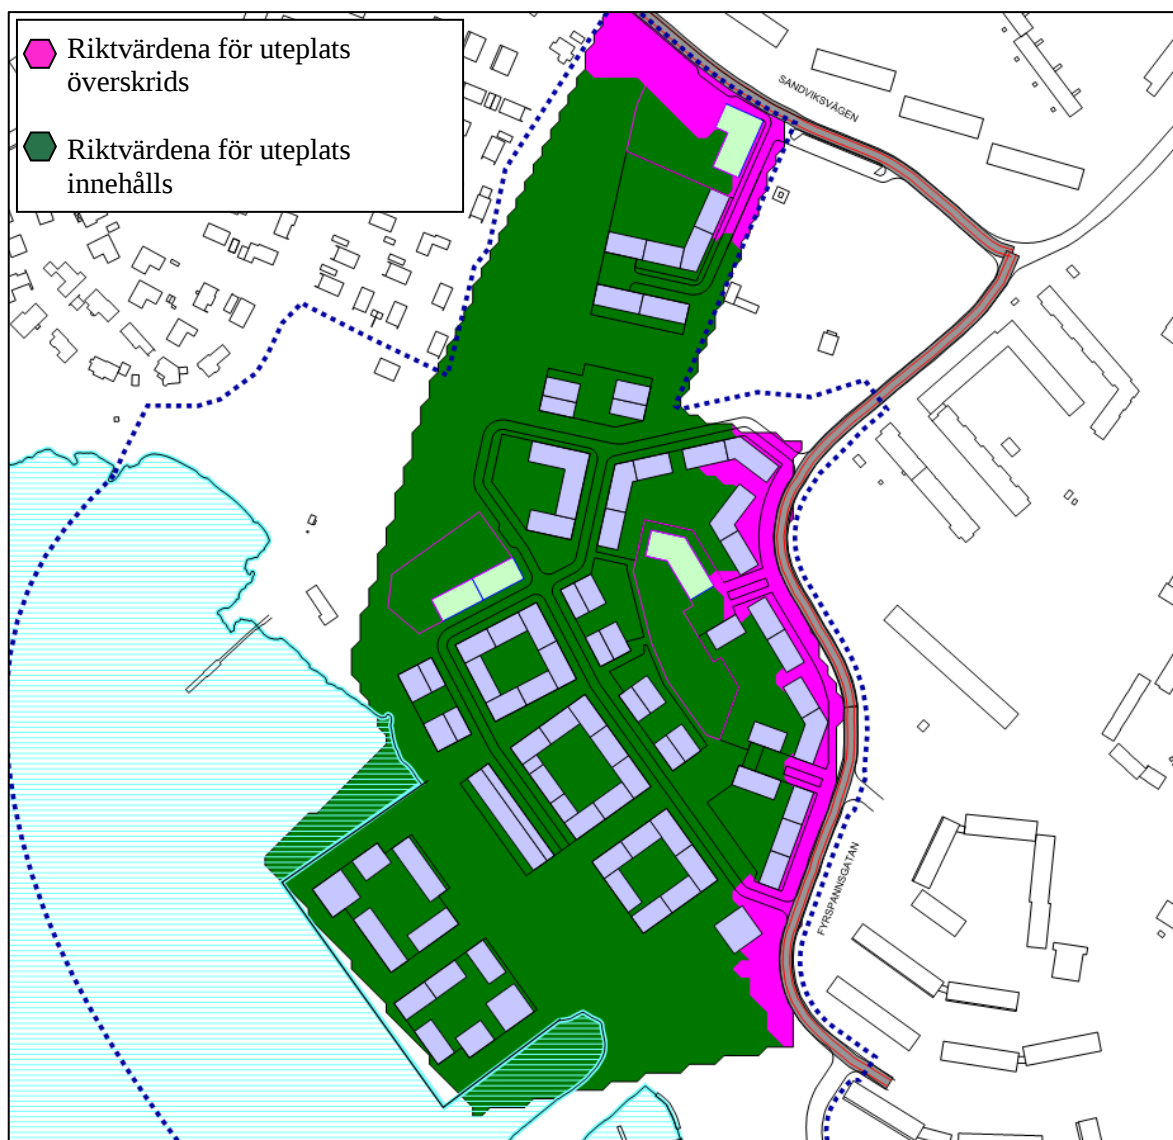 Riktvärdena för uteplats
överskrids
Riktvärdena för uteplats
innehålls
SANDVIKSVÄGEN
FYRSPANNSGATAN